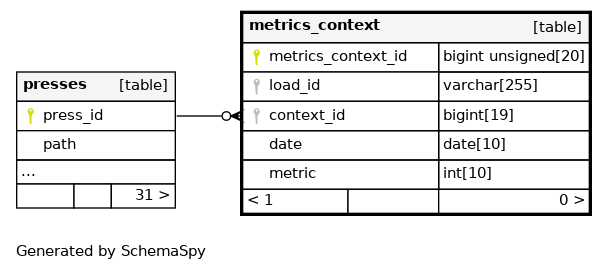 metrics_context [table]
metrics_context_id bigint unsigned[20]
load_id varchar[255]
context_id bigint[19]
date date[10]
metric int[10]
< 1 0 >
presses [table]
press_id
path
...
31 >
Generated by SchemaSpy